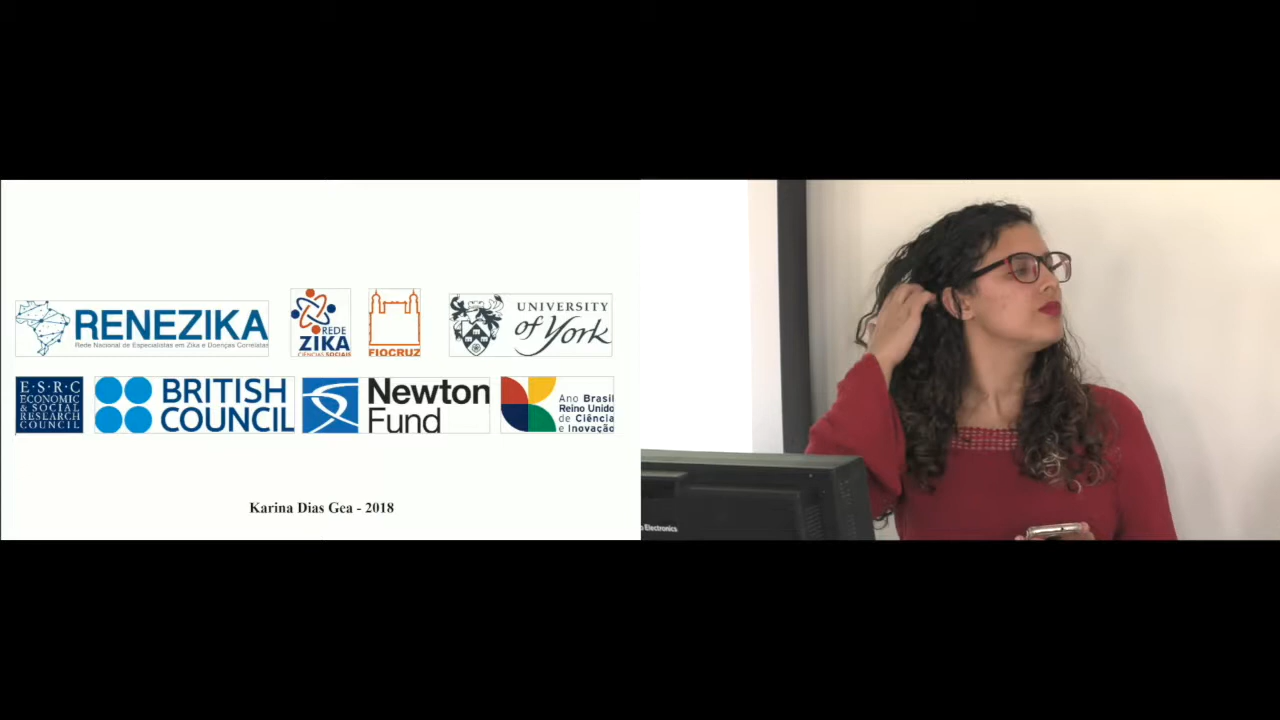 RENEZIKA
Rede Nacional de Especialistas em Zika e Doenças Correlatas
REDE
ZIKA
CIÊNCIAS SOCIAIS
FIOCRUZ
UNIVERSITY
of York
E·S·R·C
ECONOMIC
& SOCIAL
RESEARCH
COUNCIL
BRITISH
COUNCIL
Newton
Fund
Ano Brasil
Reino Unido
de Ciência
e Inovação
Karina Dias Gea - 2018
Electronics